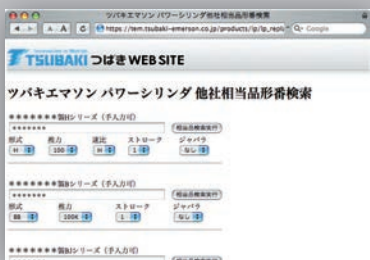 ツバキエマソン パワーシリンダ他社相当品形番検索
A A C https://tem.tsubaki-emerson.co.jp/products/lp/lp_repl Q- Google
TSUBAKI つばきWEB SITE
ツバキエマソン パワーシリンダ 他社相当品形番検索
*******製Hシリーズ（手入力可）
******* 相当品検索実行
形式 推力 速比 ストローク ジャバラ
H 100 H 1 なし
*******製Bシリーズ（手入力可）
******* 相当品検索実行
形式 推力 ストローク ジャバラ
BB 100K 1 なし
*******製BJシリーズ（手入力可）